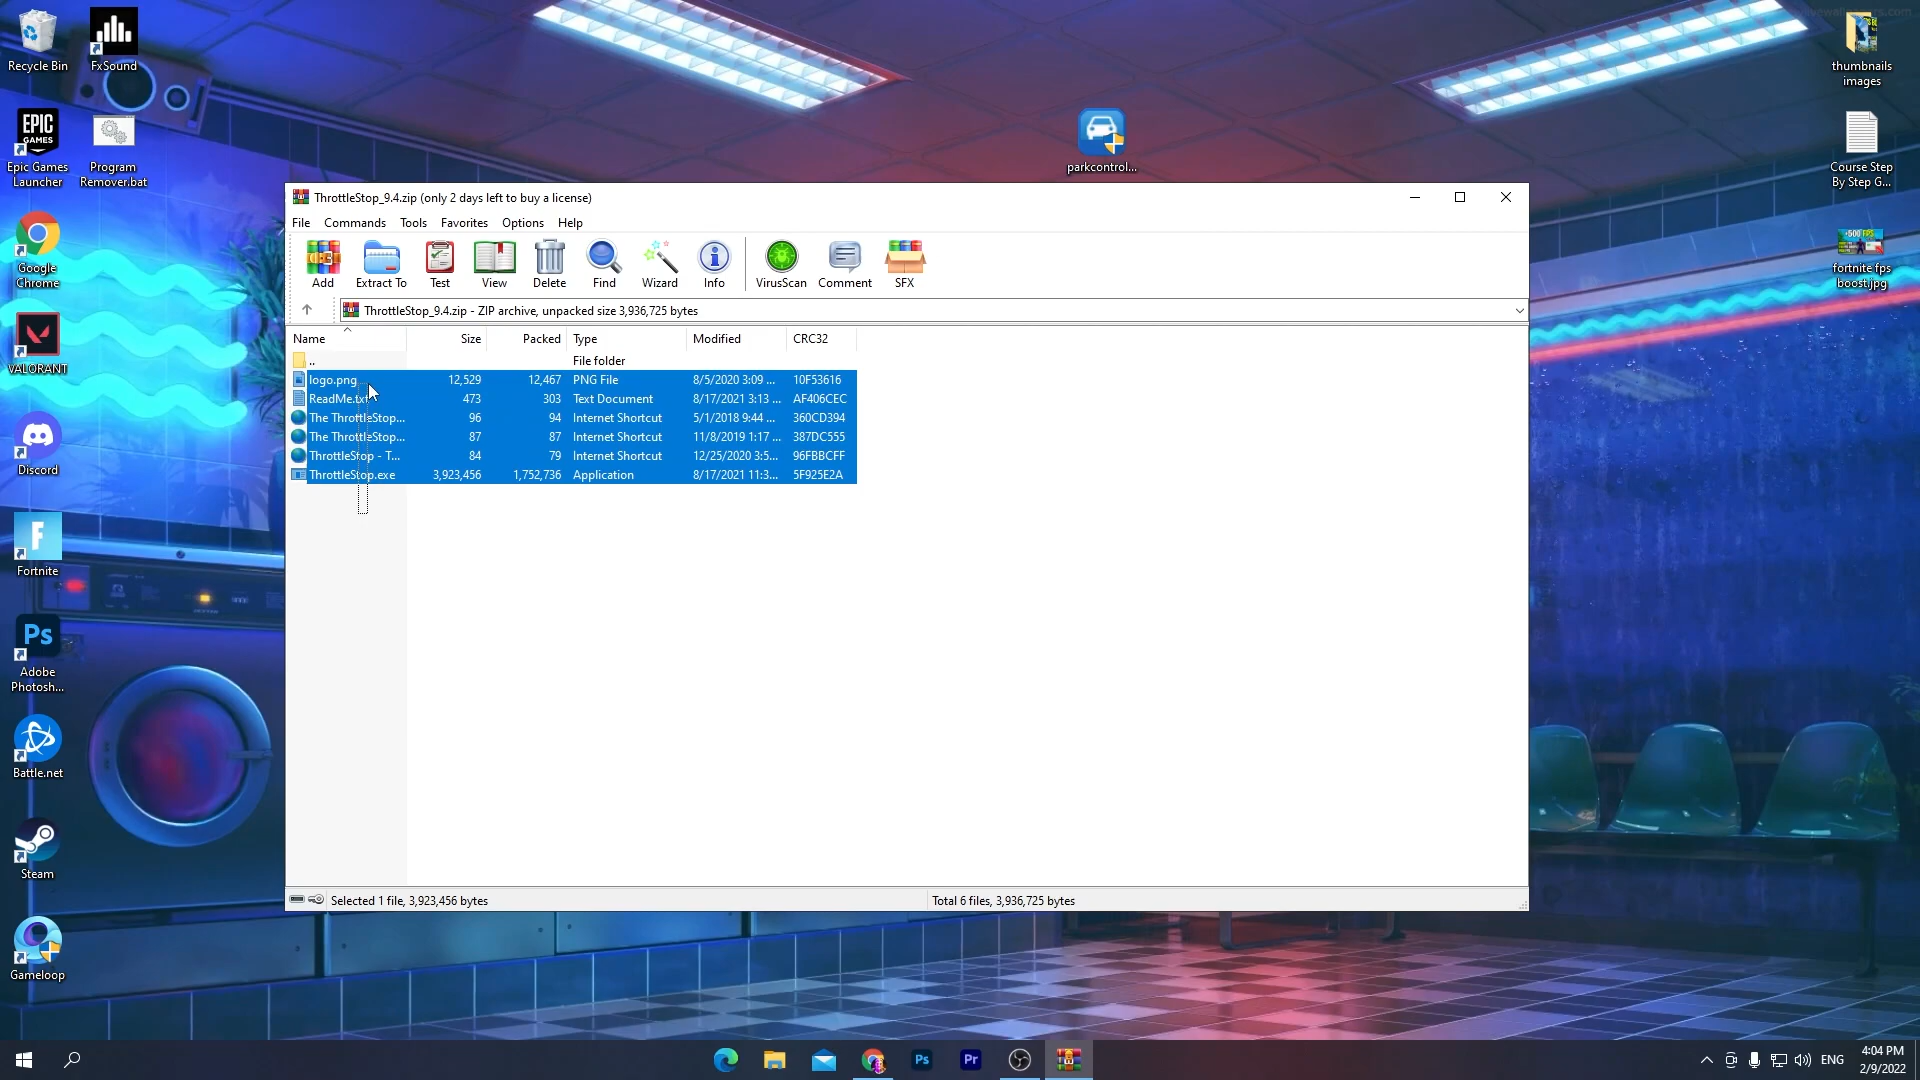 Recycle Bin
FxSound
EPIC
GAMES
Epic Games
Launcher
Program
Remover.bat
Google
Chrome
VALORANT
Discord
F
Fortnite
Ps
Adobe
Photosh...
Battle.net
Steam
Gameloop
parkcontrol...
thumbnails
images
Course Step
By Step G...
+500 FPS
fortnite fps
boost.jpg
ThrottleStop_9.4.zip (only 2 days left to buy a license)
File Commands Tools Favorites Options Help
Add Extract To Test View Delete Find Wizard Info VirusScan Comment SFX
ThrottleStop_9.4.zip - ZIP archive, unpacked size 3,936,725 bytes
Name Size Packed Type Modified CRC32
.. File folder
logo.png 12,529 12,467 PNG File 8/5/2020 3:09 ... 10F53616
ReadMe.txt 473 303 Text Document 8/17/2021 3:13 ... AF406CEC
The ThrottleStop... 96 94 Internet Shortcut 5/1/2018 9:44 ... 360CD394
The ThrottleStop... 87 87 Internet Shortcut 11/8/2019 1:17 ... 387DC555
ThrottleStop - T... 84 79 Internet Shortcut 12/25/2020 3:5... 96FBBCFF
ThrottleStop.exe 3,923,456 1,752,736 Application 8/17/2021 11:3... 5F925E2A
Selected 1 file, 3,923,456 bytes
Total 6 files, 3,936,725 bytes
Ps
Pr
ENG
4:04 PM
2/9/2022